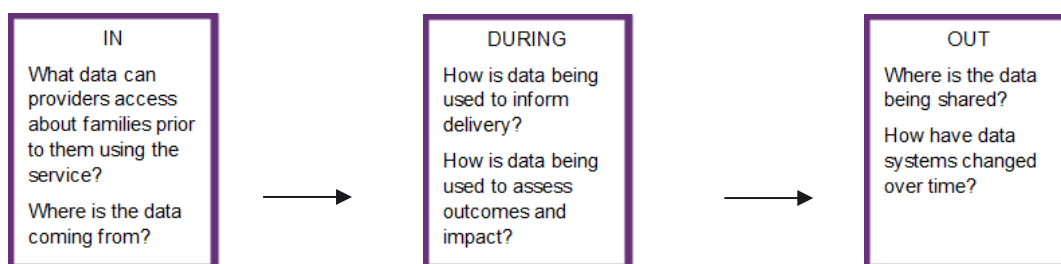 IN
What data can
providers access
about families prior
to them using the
service?
Where is the data
coming from?
DURING
How is data being
used to inform
delivery?
How is data being
used to assess
outcomes and
impact?
OUT
Where is the data
being shared?
How have data
systems changed
over time?